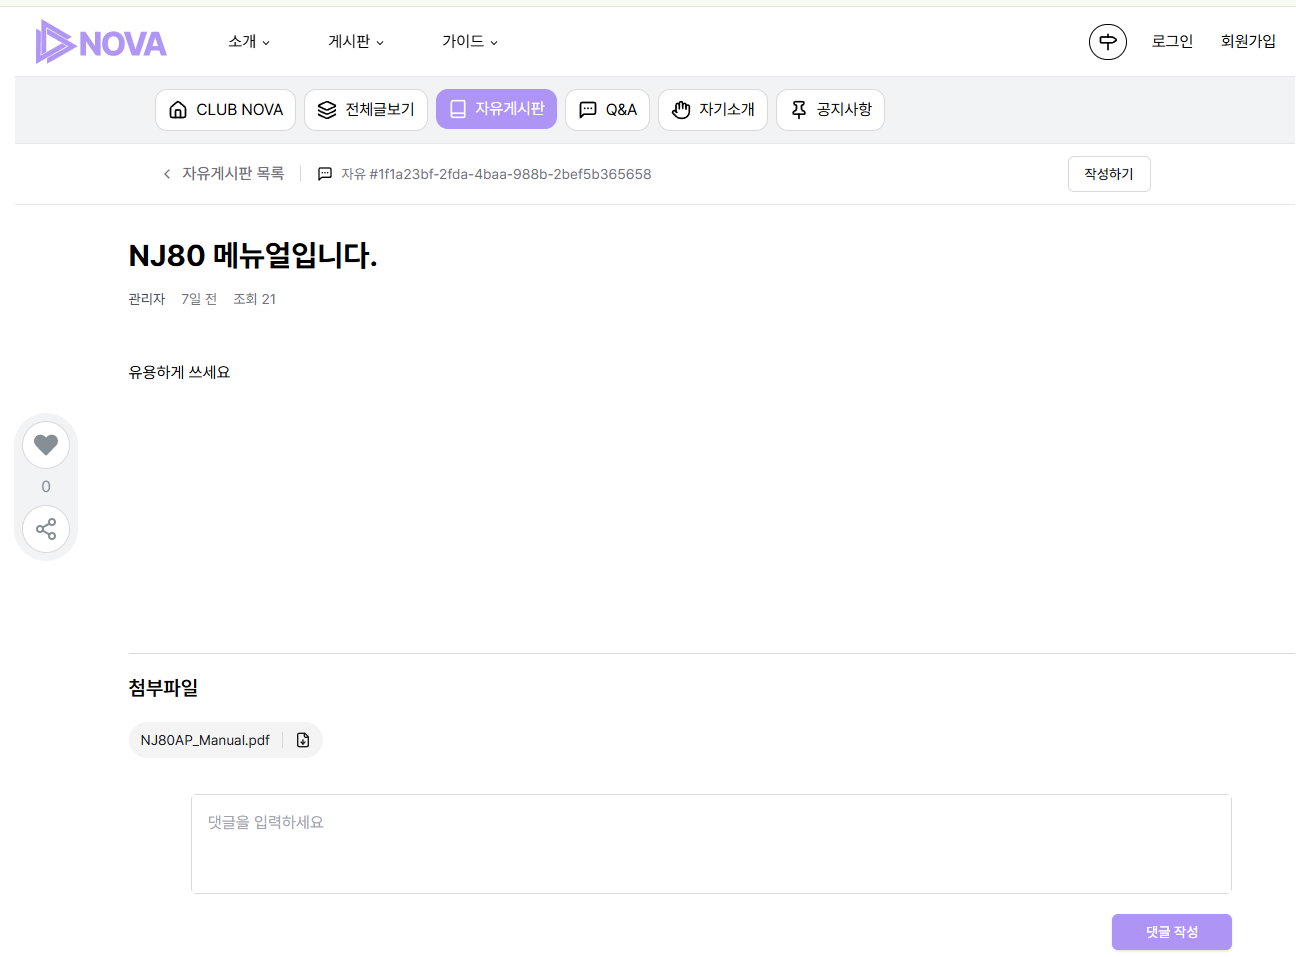 NOVA
소개
게시판
가이드
로그인
회원가입
CLUB NOVA
전체글보기
자유게시판
Q&A
자기소개
공지사항
자유게시판 목록
자유 #1f1a23bf-2fda-4baa-988b-2bef5b365658
작성하기
NJ80 메뉴얼입니다.
관리자 7일 전 조회 21
유용하게 쓰세요
0
첨부파일
NJ80AP_Manual.pdf
댓글을 입력하세요
댓글 작성